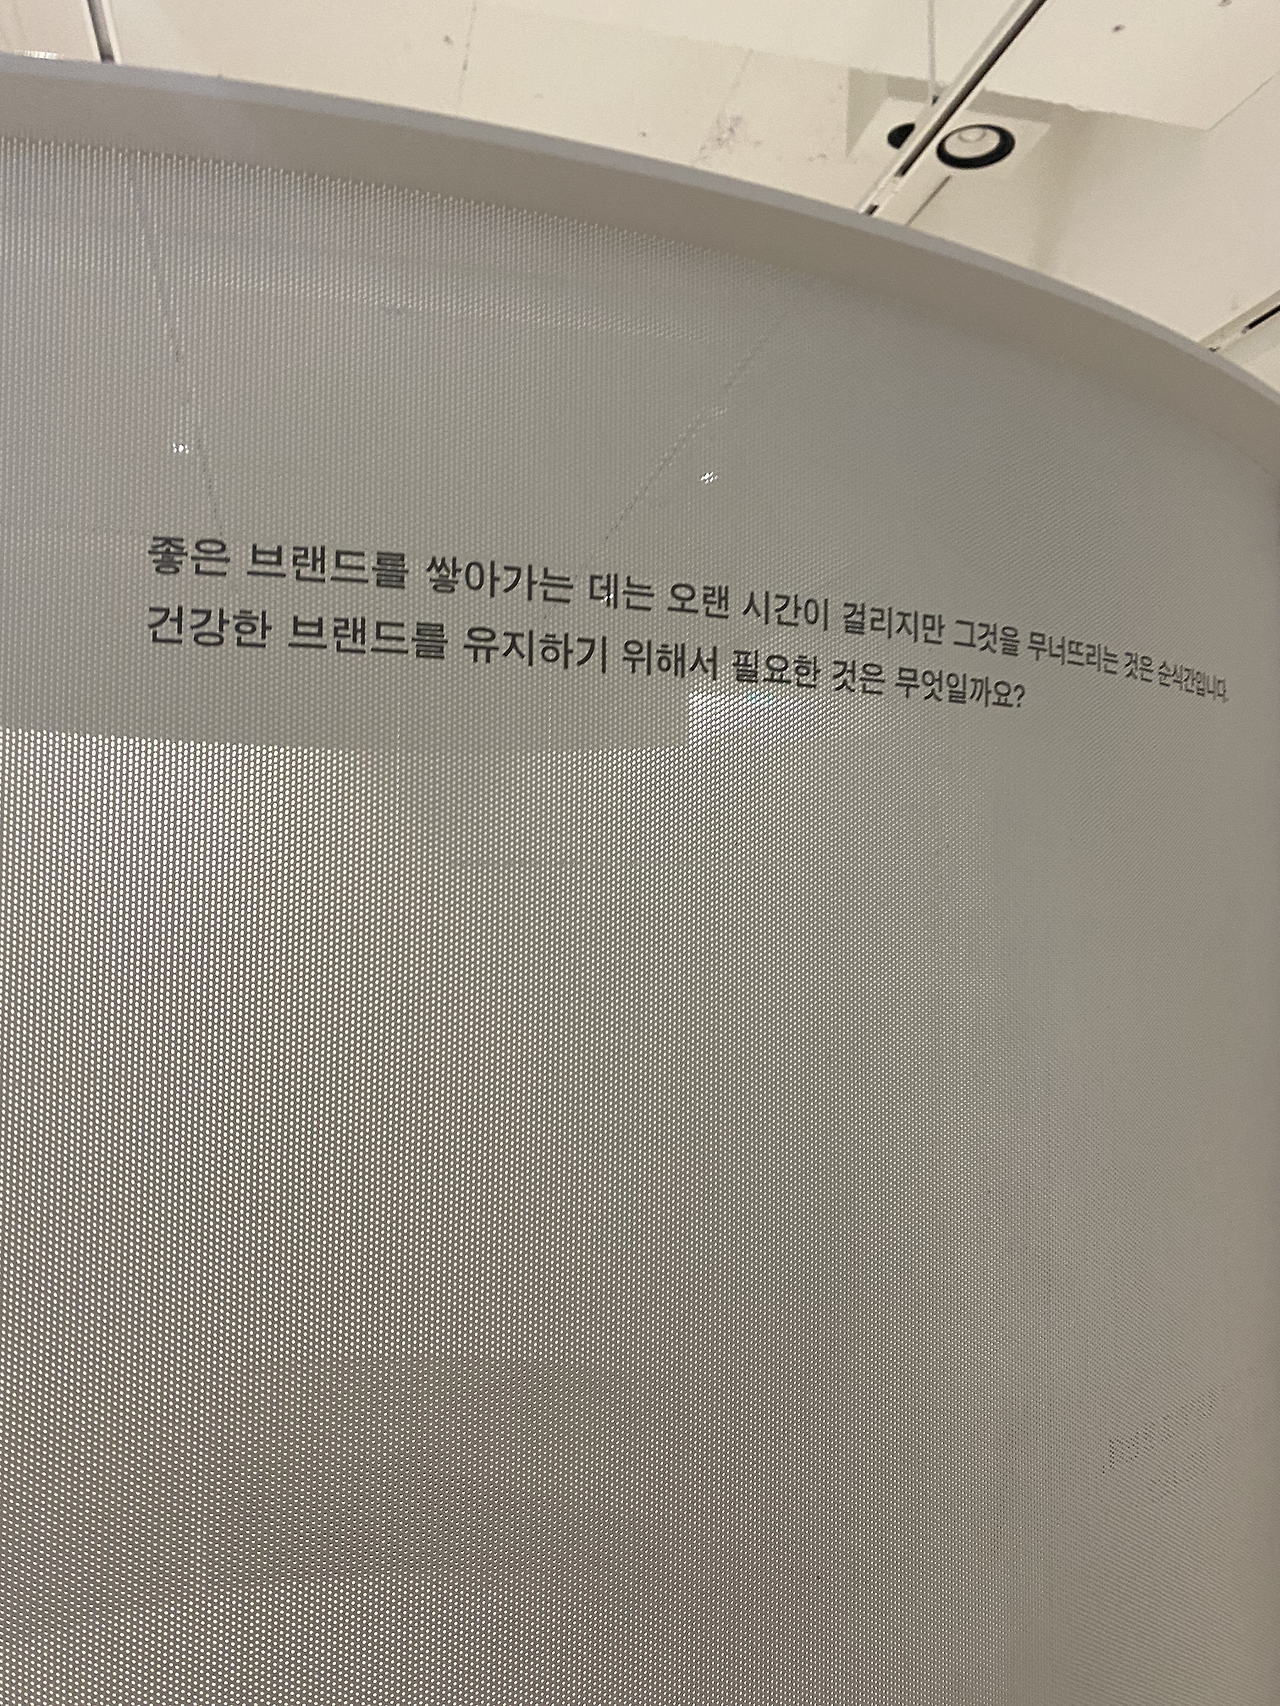 좋은 브랜드를 쌓아가는 데는 오랜 시간이 걸리지만 그것을 무너뜨리는 것은 순식간입니다.
건강한 브랜드를 유지하기 위해서 필요한 것은 무엇일까요?